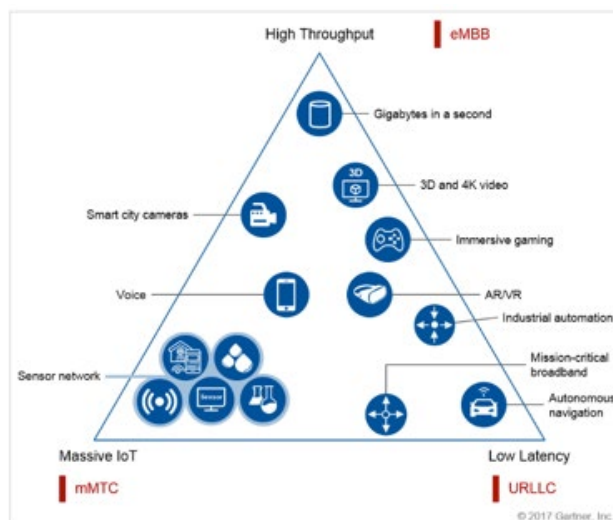 High Throughput
eMBB
Gigabytes in a second
3D
3D and 4K video
Smart city cameras
Immersive gaming
Voice
AR/VR
Industrial automation
Mission-critical
broadband
Sensor network
Sensor
Autonomous
navigation
Massive IoT
Low Latency
mMTC
URLLC
© 2017 Gartner, Inc